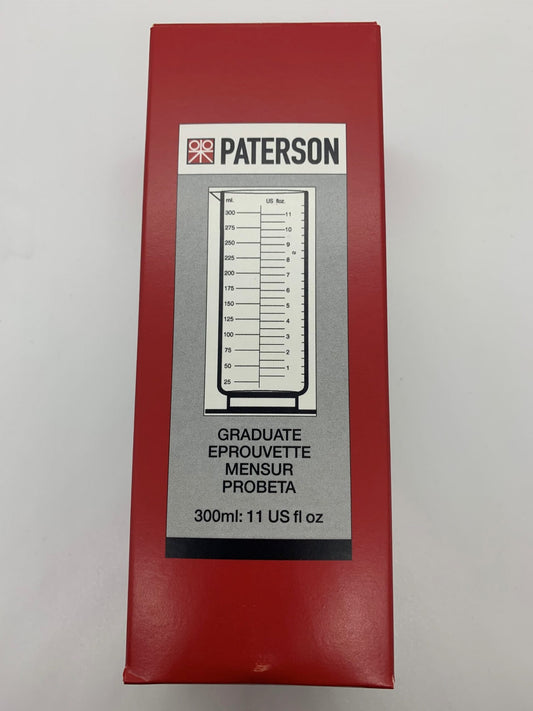 PATERSON
ml. US floz.
300 11
275 10
250 9
225 8
200 7
175 6
150 5
125 4
100 3
75 2
50 1
25
GRADUATE
EPROUVETTE
MENSUR
PROBETA
300ml: 11 US fl oz